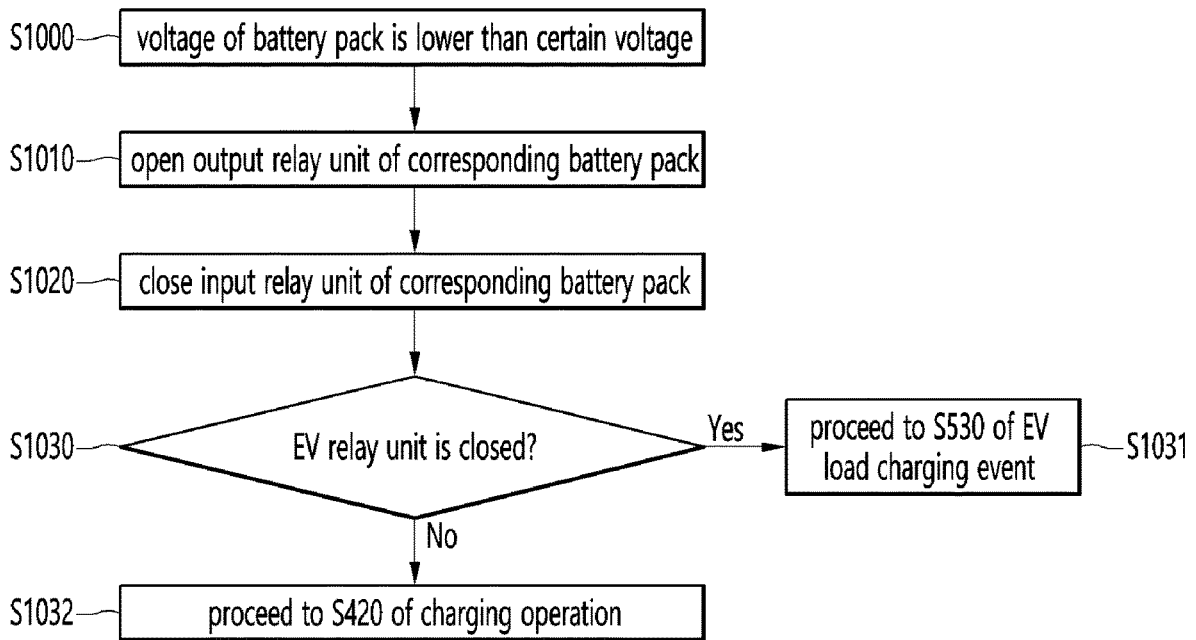 S1000
voltage of battery pack is lower than certain voltage
S1010
open output relay unit of corresponding battery pack
S1020
close input relay unit of corresponding battery pack
S1030
EV relay unit is closed?
Yes
proceed to S530 of EV
load charging event
S1031
No
S1032
proceed to S420 of charging operation